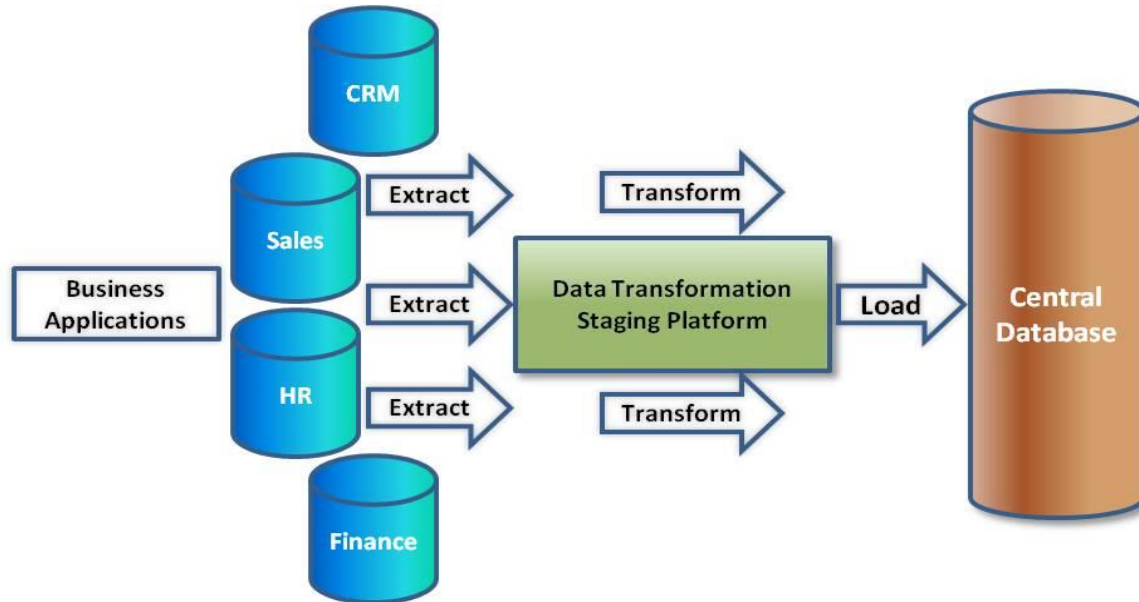 CRM
Sales
HR
Finance
Business
Applications
Extract
Extract
Extract
Transform
Data Transformation
Staging Platform
Transform
Load
Central
Database